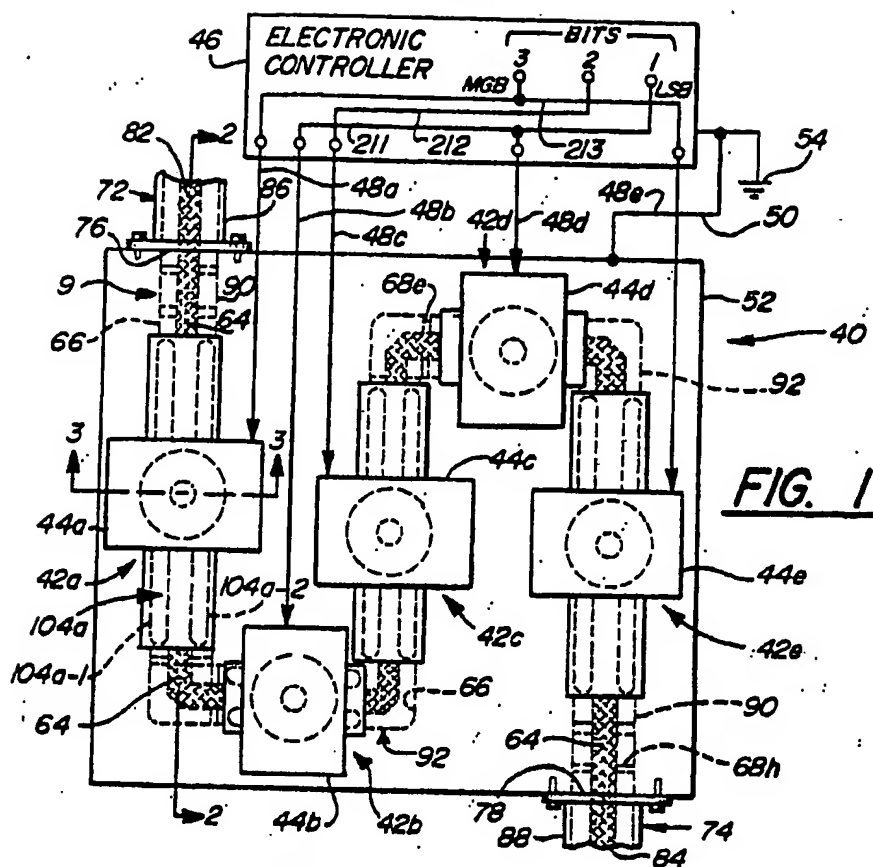 46
ELECTRONIC
CONTROLLER
BITS
3
2
1
MGB
LSB
211
212
213
82
2
72
86
76
48a
48b
48c
42d
48d
48e
54
50
52
9
90
64
66
68e
44d
40
92
3
3
44a
44c
FIG. 1
42a
104a
104a-2
104a-1
42c
44e
42e
64
66
92
90
64
68h
2
44b
42b
78
88
74
84